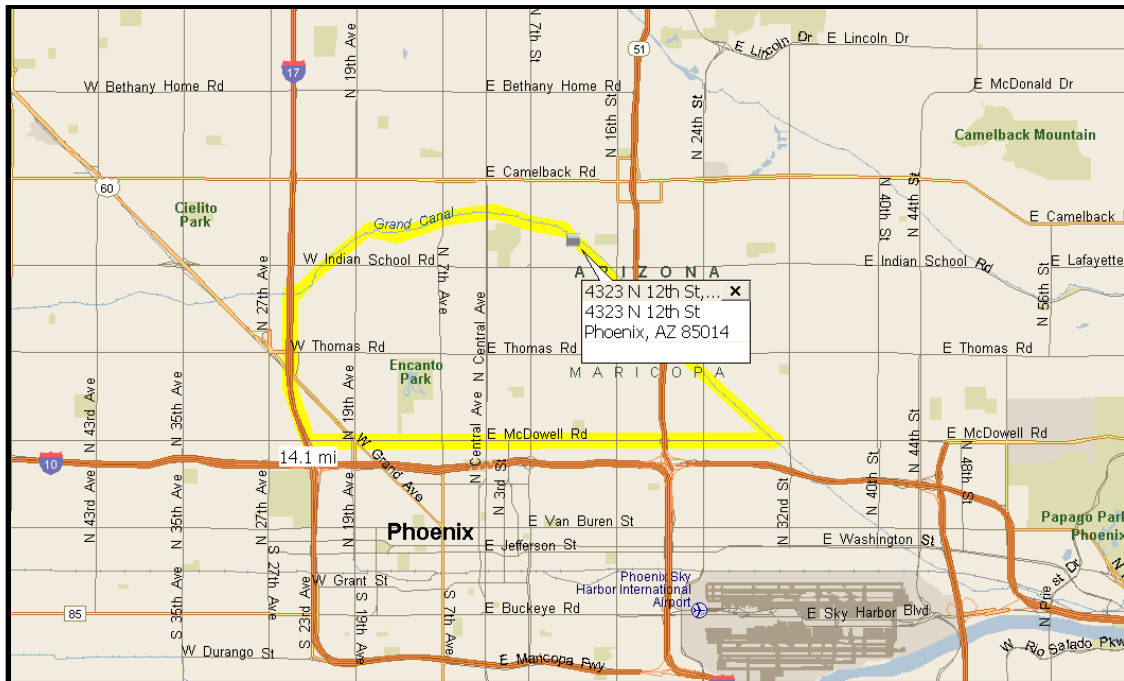 E Lincoln Dr
E Lincoln Dr
N 7th St
N 19th Ave
51
17
W Bethany Home Rd
E Bethany Home Rd
E McDonald Dr
N 16th St
N 24th St
Camelback Mountain
E Camelback Rd
60
Cielito
Park
Grand Canal
N 40th St
N 44th St
E Camelback
W Indian School Rd
N 7th Ave
ARIZONA
E Indian School Rd
E Lafayette
N 27th Ave
4323 N 12th St,...
4323 N 12th St
Phoenix, AZ 85014
N 56th St
W Thomas Rd
N Central Ave
E Thomas Rd
E Thomas Rd
Encanto
Park
MARICOPA
N 43rd Ave
N 35th Ave
N 19th Ave
E McDowell Rd
E McDowell Rd
14.1 mi
W Grand Ave
N Central Ave
N 3rd St
N 44th St
N 48th St
10
N 43rd Ave
N 35th Ave
N 27th Ave
N 19th Ave
N 32nd St
N 40th St
Phoenix
E Van Buren St
E Jefferson St
E Washington St
Papago Park
Phoenix
S 35th Ave
S 27th Ave
S 23rd Ave
W Grant St
S 19th Ave
S 7th Ave
Phoenix Sky
Harbor International
Airport
N Priest Dr
85
E Buckeye Rd
E Sky Harbor Blvd
W Durango St
E Maricopa Fwy
W Rio Salado Pkwy